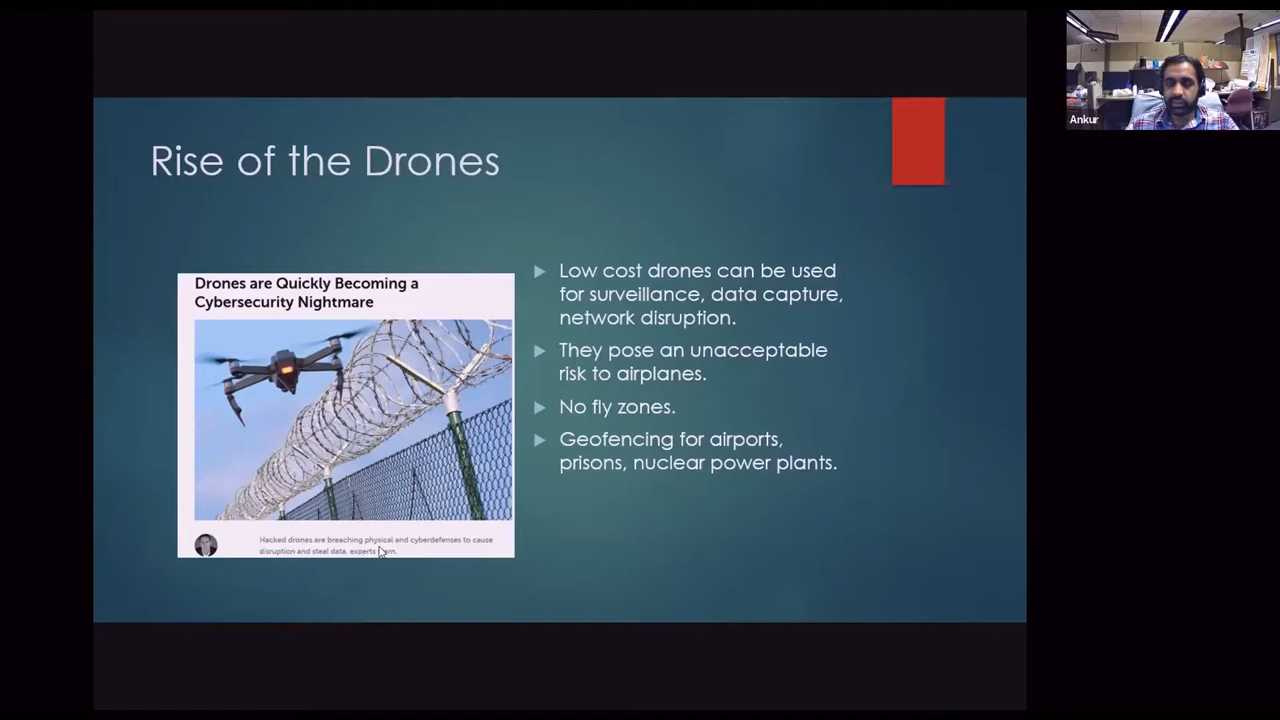 Rise of the Drones
Drones are Quickly Becoming a
Cybersecurity Nightmare
Hacked drones are breaching physical and cyberdefenses to cause
disruption and steal data, experts
Low cost drones can be used
for surveillance, data capture,
network disruption.
They pose an unacceptable
risk to airplanes.
No fly zones.
Geofencing for airports,
prisons, nuclear power plants.
Ankur